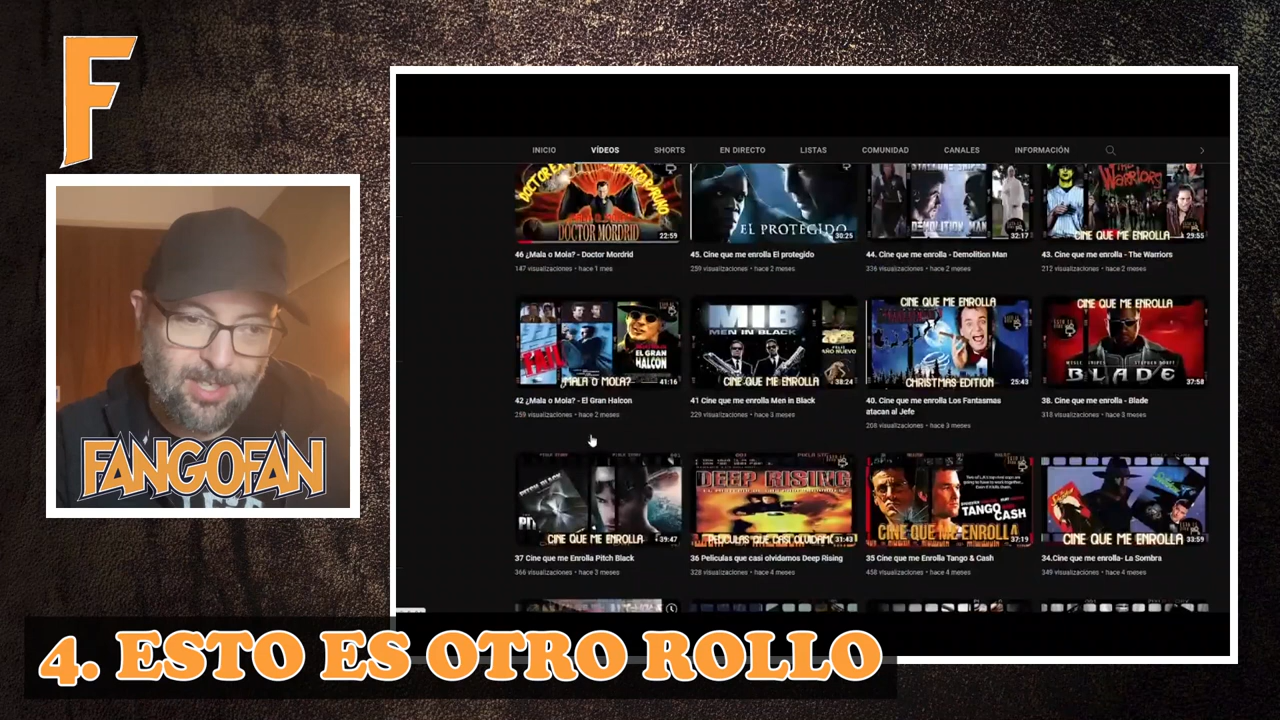 F
FANGOFAN
4. ESTO ES OTRO ROLLO
INICIO VÍDEOS SHORTS EN DIRECTO LISTAS COMUNIDAD CANALES INFORMACIÓN
DOCTOR MORDRID
22:59
EL PROTEGIDO
30:25
DEMOLITION MAN
32:17
THE WARRIORS
CINE QUE ME ENROLLA
29:55
46 ¿Mala o Mola? - Doctor Mordrid
147 visualizaciones • hace 1 mes
45. Cine que me enrolla El protegido
259 visualizaciones • hace 2 meses
44. Cine que me enrolla - Demolition Man
336 visualizaciones • hace 2 meses
43. Cine que me enrolla - The Warriors
212 visualizaciones • hace 2 meses
FAIL
EL GRAN
HALCON
¿MALA O MOLA?
41:16
MIB
MEN IN BLACK
CINE QUE ME ENROLLA
38:24
CINE QUE ME ENROLLA
CHRISTMAS EDITION
25:43
CINE QUE ME ENROLLA
BLADE
37:58
42 ¿Mala o Mola? - El Gran Halcon
259 visualizaciones • hace 2 meses
41 Cine que me enrolla Men in Black
229 visualizaciones • hace 3 meses
40. Cine que me enrolla Los Fantasmas
atacan al Jefe
208 visualizaciones • hace 3 meses
38. Cine que me enrolla - Blade
318 visualizaciones • hace 3 meses
CINE QUE ME ENROLLA
39:47
DEEP RISING
PELICULAS QUE CASI OLVIDAMOS
31:43
TANGO
CASH
CINE QUE ME ENROLLA
37:19
CINE QUE ME ENROLLA
33:59
37 Cine que me Enrolla Pitch Black
366 visualizaciones • hace 3 meses
36 Peliculas que casi olvidamos Deep Rising
328 visualizaciones • hace 4 meses
35 Cine que me Enrolla Tango & Cash
458 visualizaciones • hace 4 meses
34.Cine que me enrolla- La Sombra
349 visualizaciones • hace 4 meses